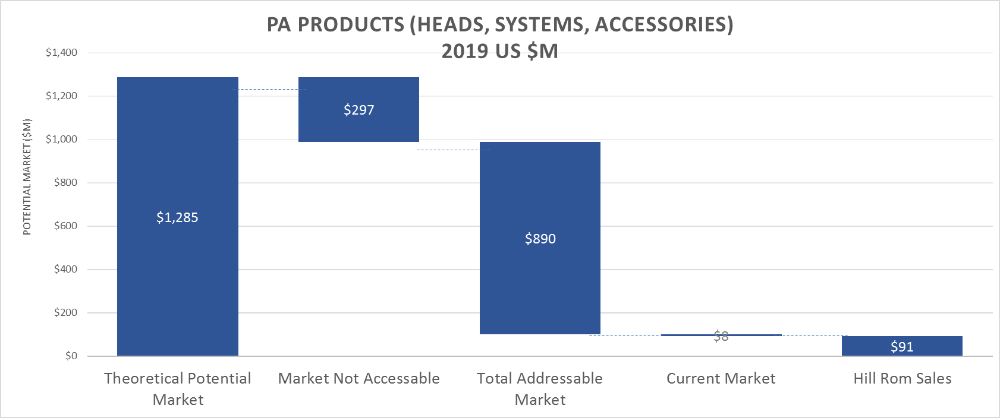 PA PRODUCTS (HEADS, SYSTEMS, ACCESSORIES)
2019 US $M
POTENTIAL MARKET ($M)
$1,400
$1,200
$1,000
$800
$600
$400
$200
$0
$1,285
$297
$890
$8
$91
Theoretical Potential
Market
Market Not Accessable
Total Addressable
Market
Current Market
Hill Rom Sales